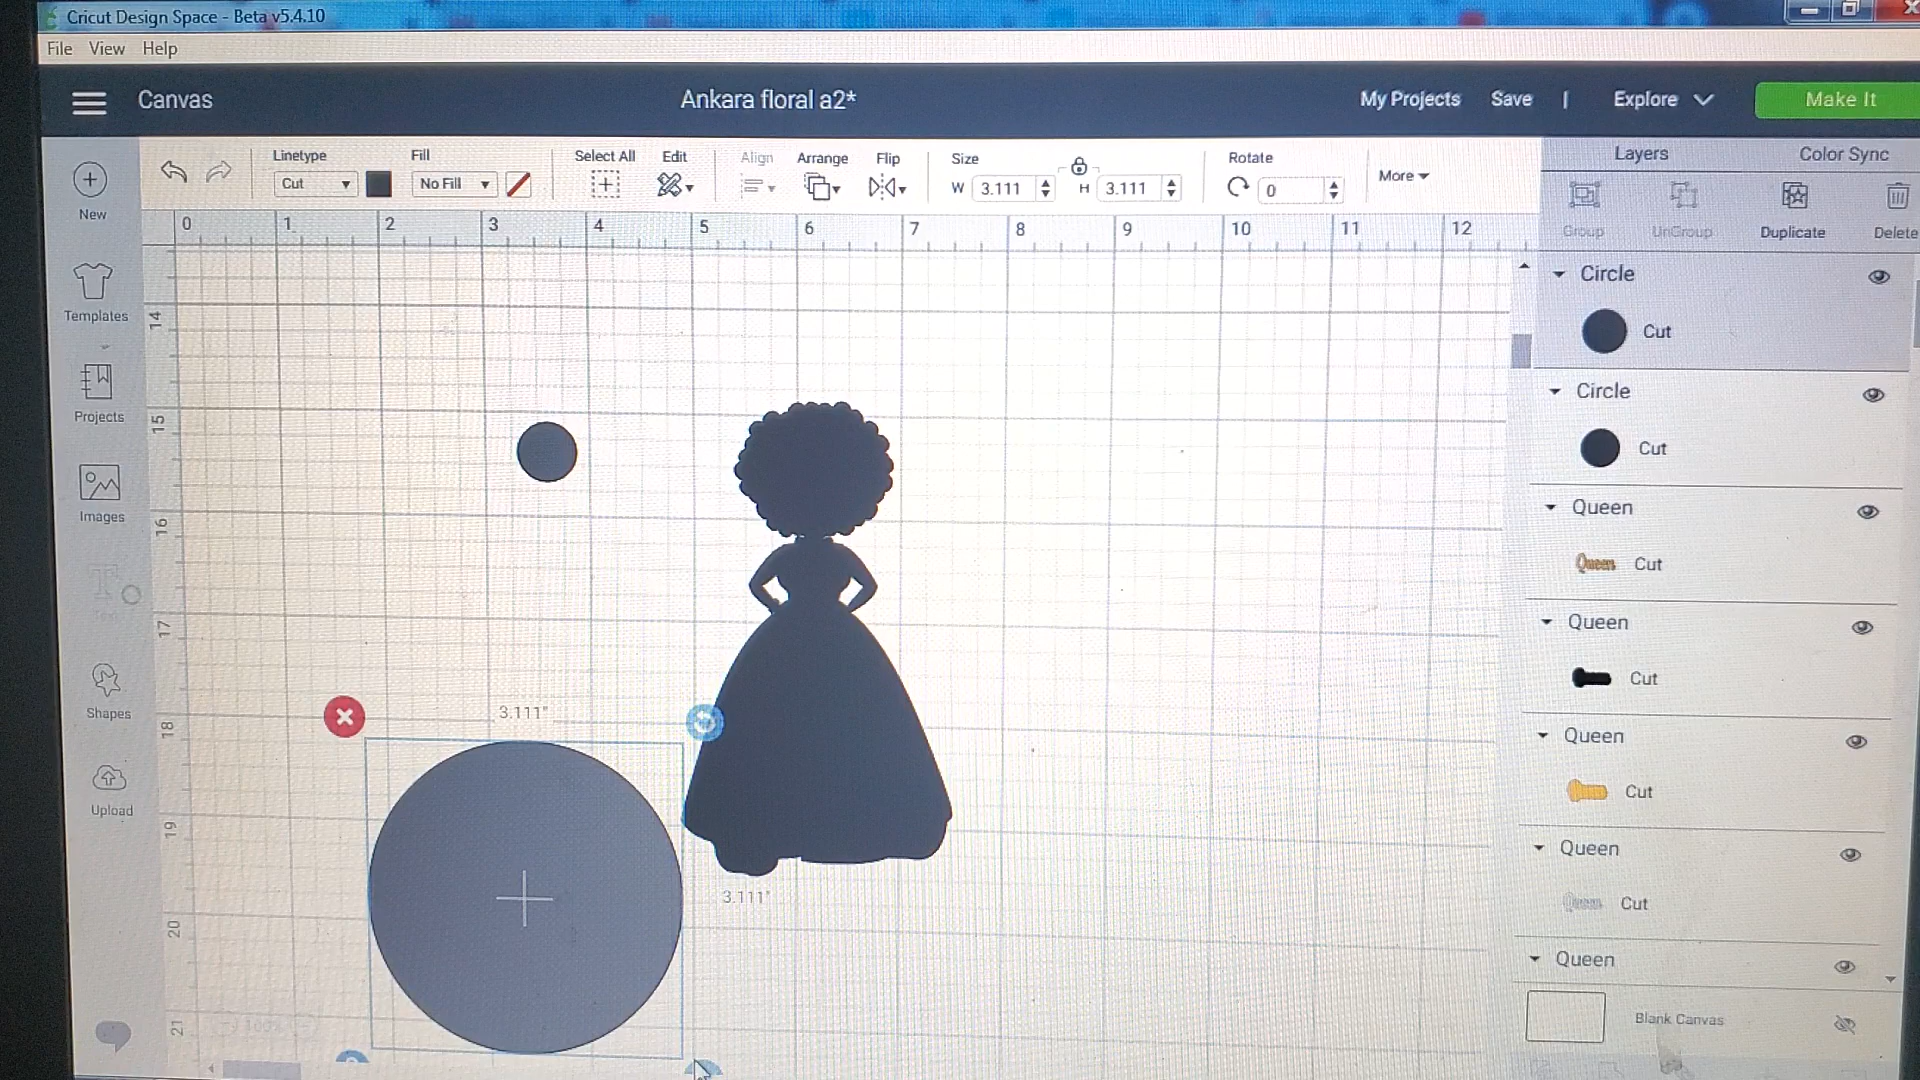 Cricut Design Space - Beta v5.4.10
File View Help
Canvas
Ankara floral a2*
My Projects Save | Explore
Make It
New
Templates
Projects
Images
Shapes
Upload
Linetype
Cut
Fill
No Fill
Select All
Edit
Align
Arrange
Flip
Size
W 3.111
H 3.111
Rotate
0
More
0 1 2 3 4 5 6 7 8 9 10 11 12
14
15
16
17
18
19
20
21
3.111"
3.111"
100%
Layers
Color Sync
Group
UnGroup
Duplicate
Delete
Circle
Cut
Circle
Cut
Queen
Queen Cut
Queen
Cut
Queen
Cut
Queen
Queen Cut
Queen
Blank Canvas